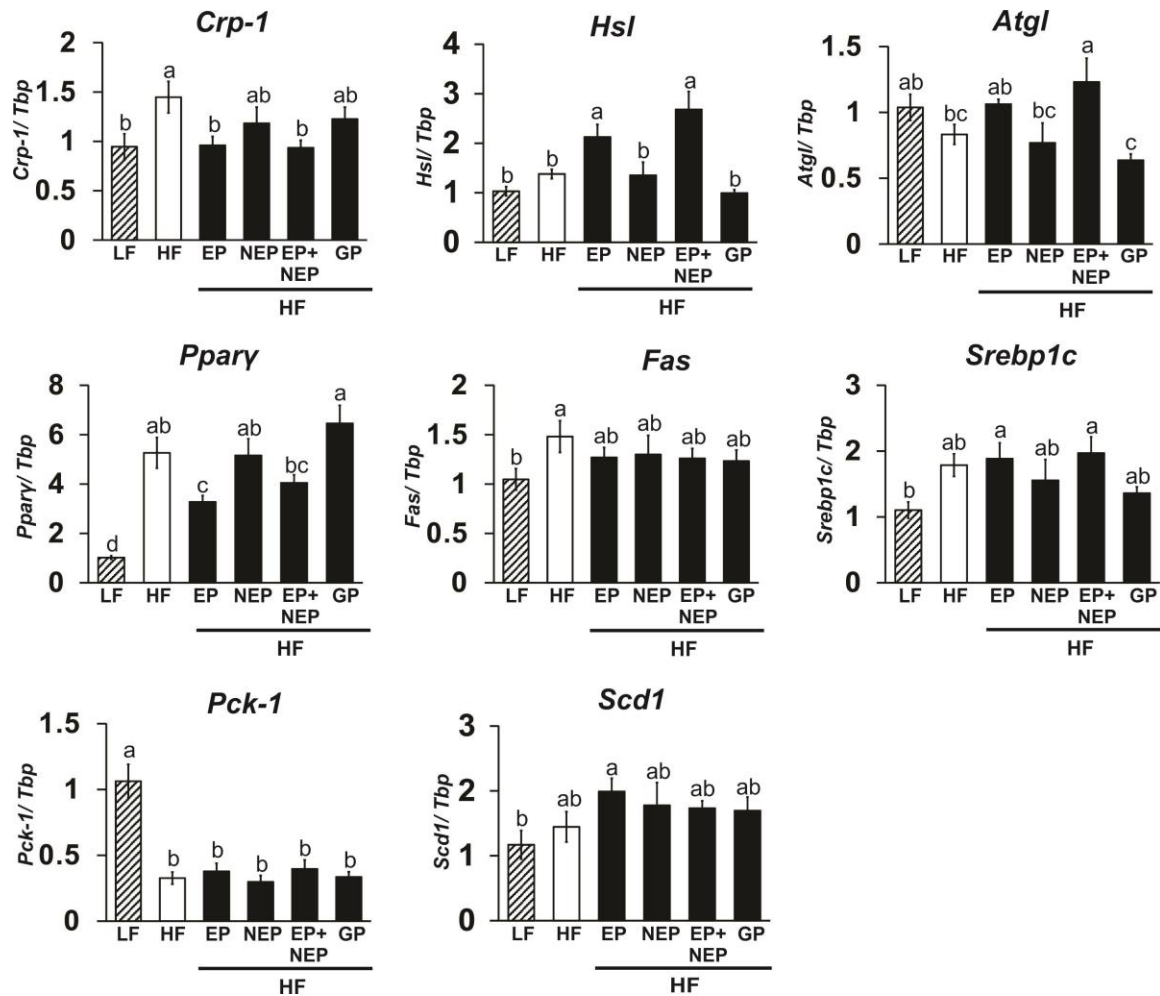 Crp-1
Crp-1/ Tbp
2
1.5
1
0.5
0
b
a
b
ab
b
ab
LF HF EP NEP EP+ NEP GP
HF
Hsl
Hsl/ Tbp
4
3
2
1
0
b
b
a
b
a
b
LF HF EP NEP EP+ NEP GP
HF
Atgl
Atgl/ Tbp
1.5
1
0.5
0
ab
bc
ab
bc
a
c
LF HF EP NEP EP+ NEP GP
HF
Pparγ
Pparγ/ Tbp
8
6
4
2
0
d
ab
c
ab
bc
a
LF HF EP NEP EP+ NEP GP
HF
Fas
Fas/ Tbp
2
1.5
1
0.5
0
b
a
ab
ab
ab
ab
LF HF EP NEP EP+ NEP GP
HF
Srebp1c
Srebp1c/ Tbp
3
2
1
0
b
ab
a
ab
a
ab
LF HF EP NEP EP+ NEP GP
HF
Pck-1
Pck-1/ Tbp
1.5
1
0.5
0
a
b
b
b
b
b
LF HF EP NEP EP+ NEP GP
HF
Scd1
Scd1/ Tbp
3
2
1
0
b
ab
a
ab
ab
ab
LF HF EP NEP EP+ NEP GP
HF